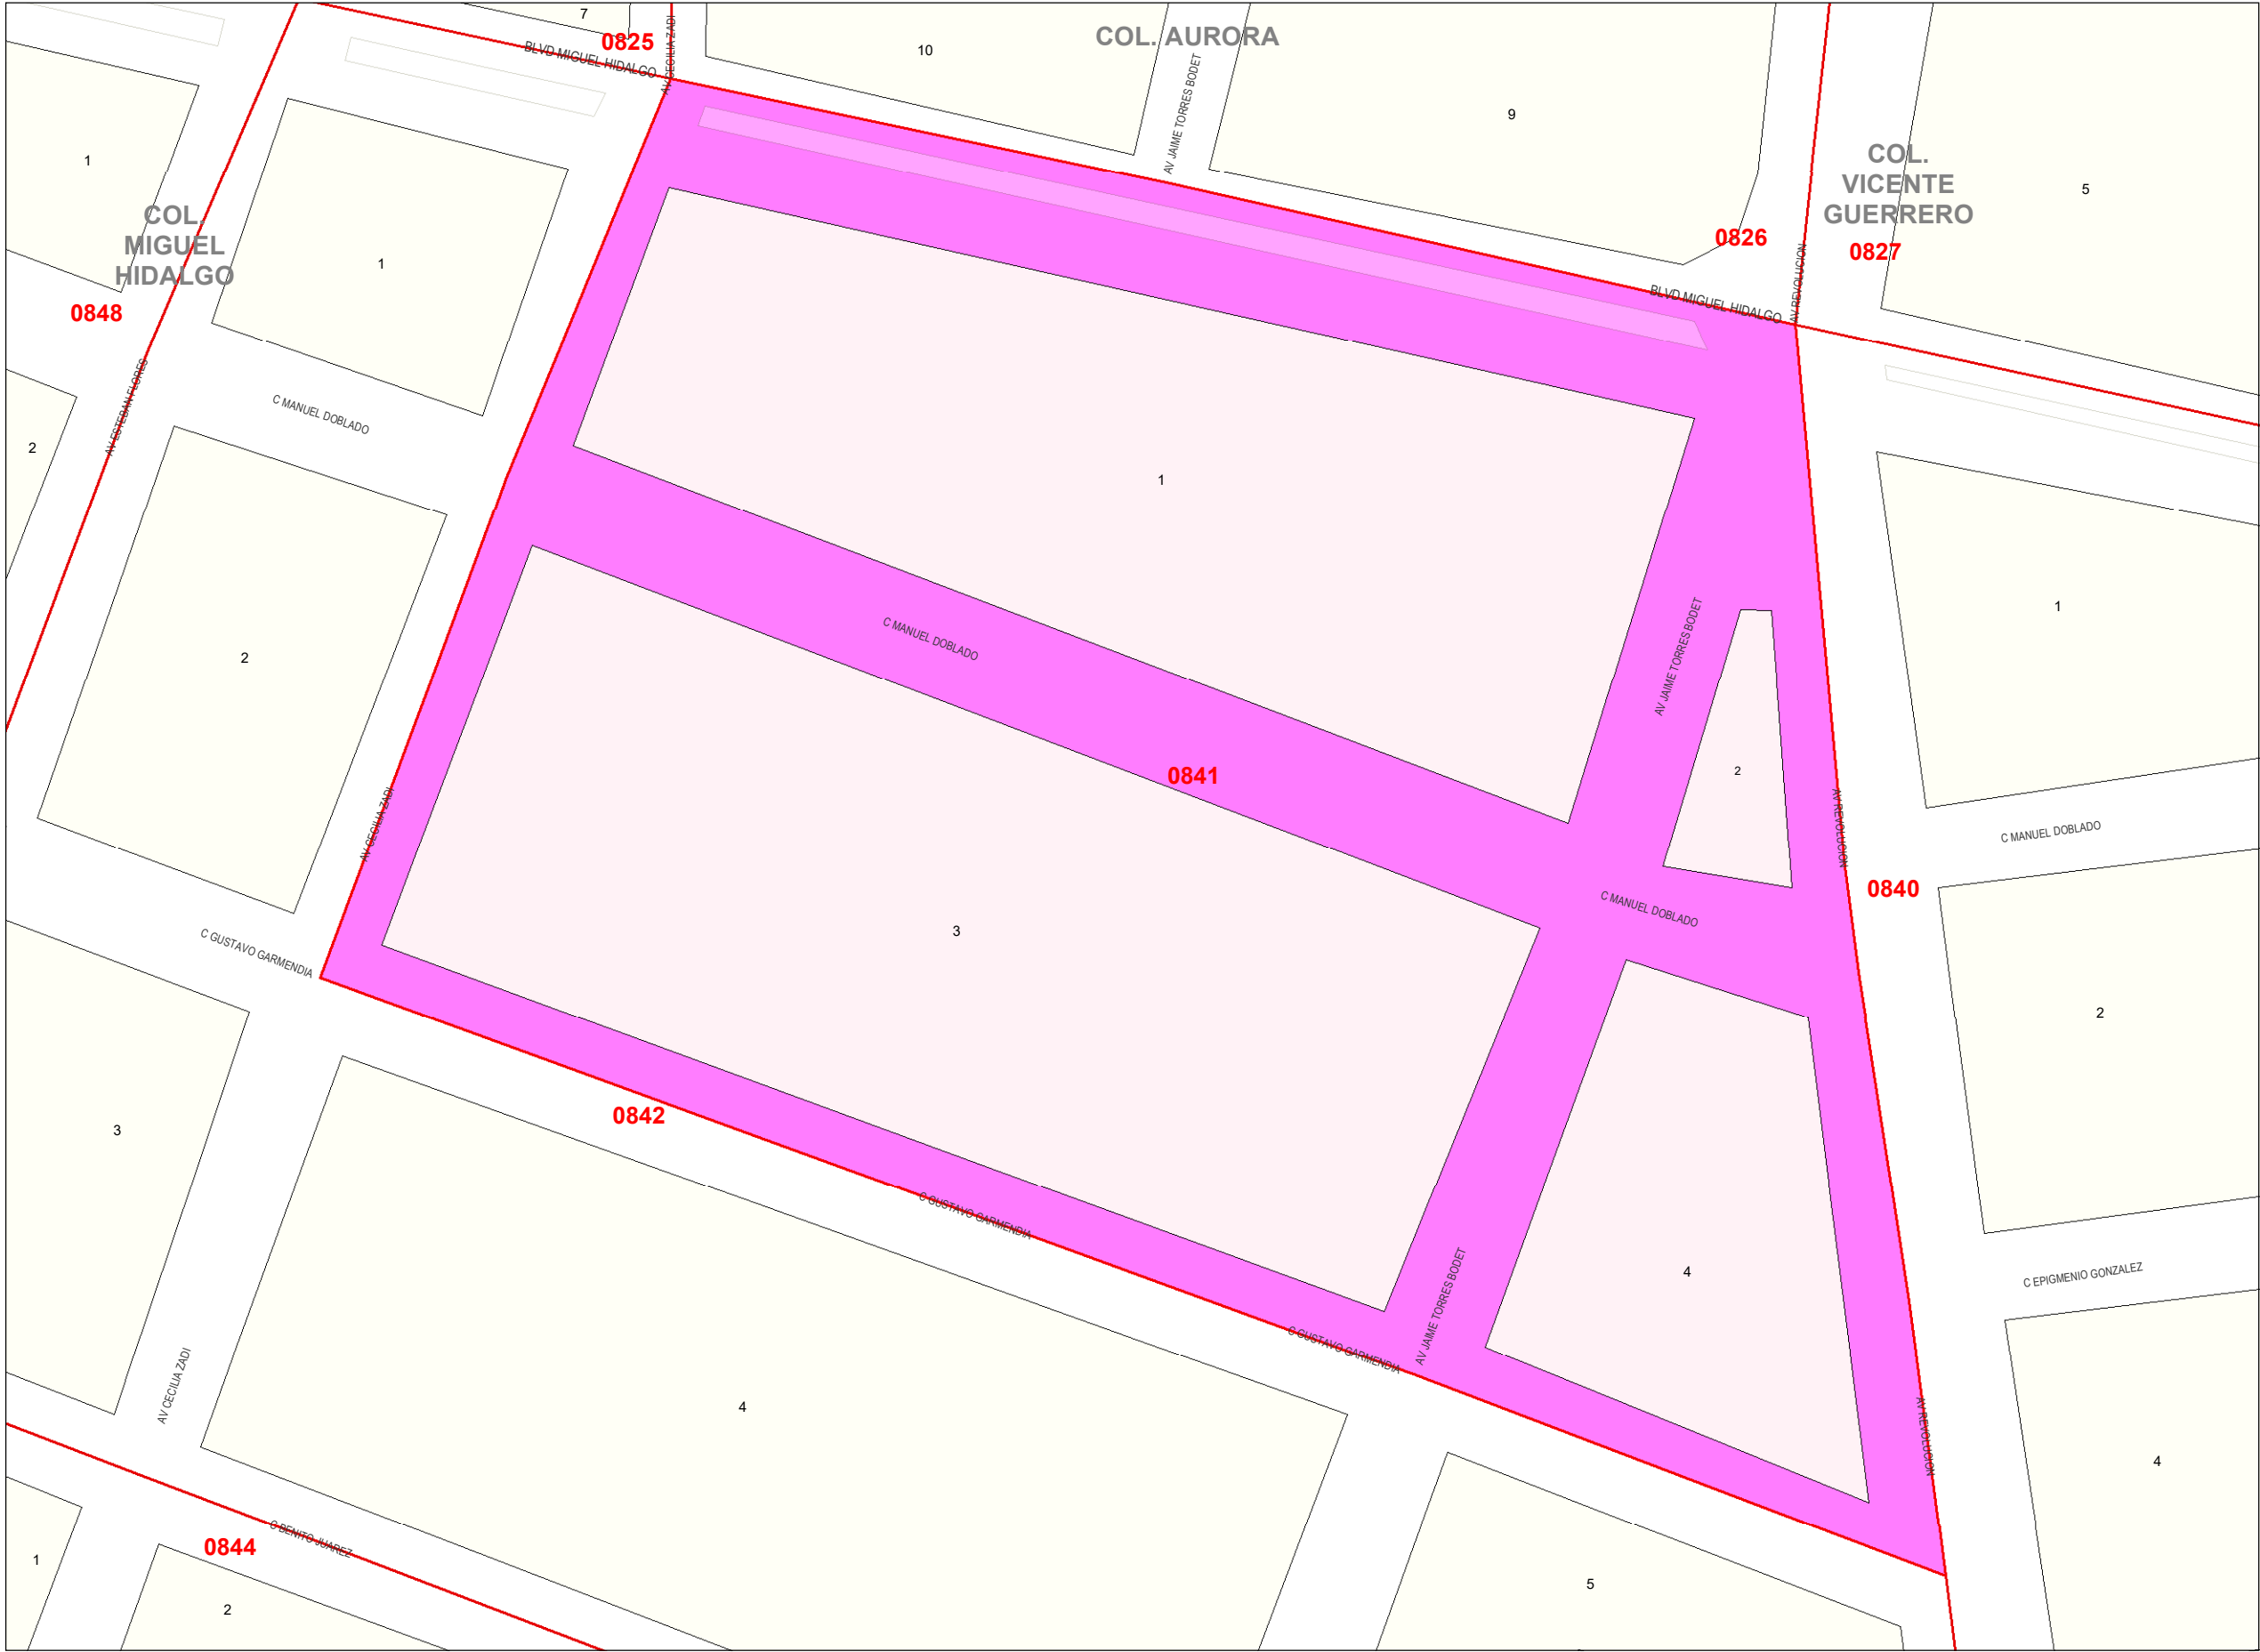 7
0825
BLVD MIGUEL HIDALGO
AV CECILIA ZADI
10
COL. AURORA
AV JAIME TORRES BODET
9
COL.
VICENTE
GUERRERO
5
0826
0827
AV REVOLUCION
BLVD MIGUEL HIDALGO
1
COL.
MIGUEL
HIDALGO
1
0848
AV ESTEBAN FLORES
C MANUEL DOBLADO
2
1
1
2
C MANUEL DOBLADO
AV JAIME TORRES BODET
0841
2
AV CECILIA ZADI
AV REVOLUCION
C MANUEL DOBLADO
0840
C MANUEL DOBLADO
3
C GUSTAVO GARMENDIA
2
0842
3
C GUSTAVO GARMENDIA
4
C EPIGMENIO GONZALEZ
AV JAIME TORRES BODET
C GUSTAVO GARMENDIA
AV CECILIA ZADI
4
AV REVOLUCION
4
C BENITO JUAREZ
0844
1
2
5